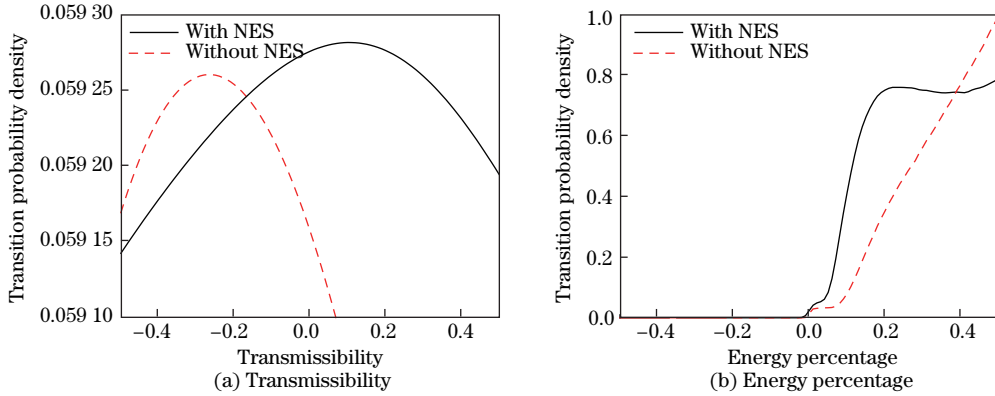 0.059 30
0.059 25
0.059 20
0.059 15
0.059 10
Transition probability density
With NES
Without NES
−0.4 −0.2 0.0 0.2 0.4
Transmissibility
(a) Transmissibility
1.0
0.8
0.6
0.4
0.2
0.0
Transition probability density
With NES
Without NES
−0.4 −0.2 0.0 0.2 0.4
Energy percentage
(b) Energy percentage